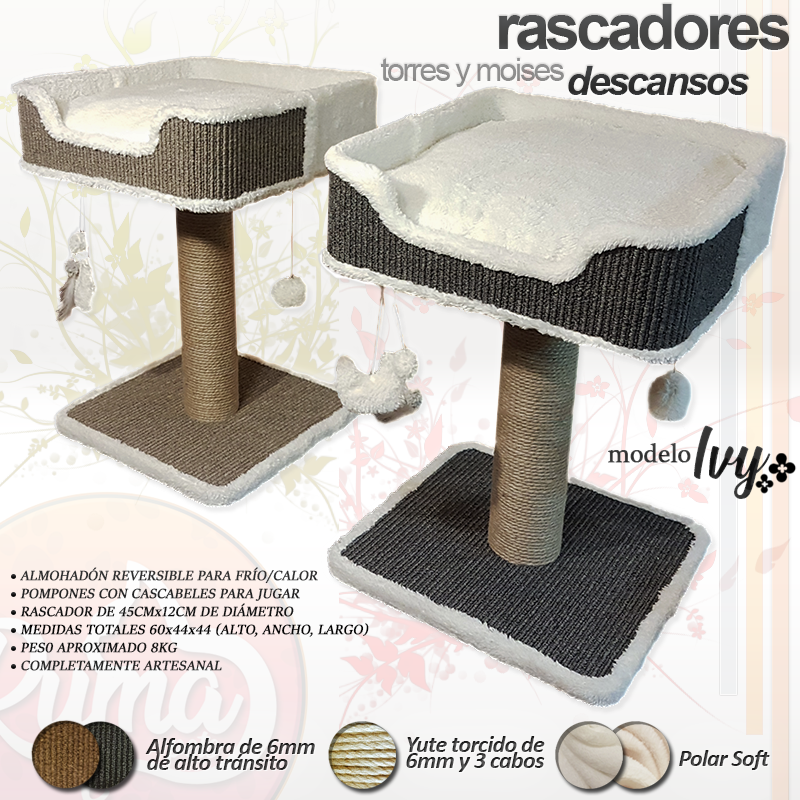 rascadores
torres y moises descansos
modelo Ivy
• ALMOHADÓN REVERSIBLE PARA FRÍO/CALOR
• POMPONES CON CASCABELES PARA JUGAR
• RASCADOR DE 45CMx12CM DE DIÁMETRO
• MEDIDAS TOTALES 60x44x44 (ALTO, ANCHO, LARGO)
• PES0 APROXIMADO 8KG
• COMPLETAMENTE ARTESANAL
Alfombra de 6mm
de alto tránsito
Yute torcido de
6mm y 3 cabos
Polar Soft